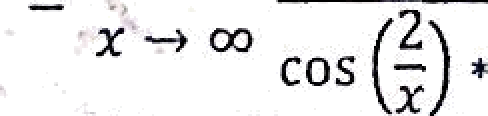 − x → ∞ cos(2/x) *